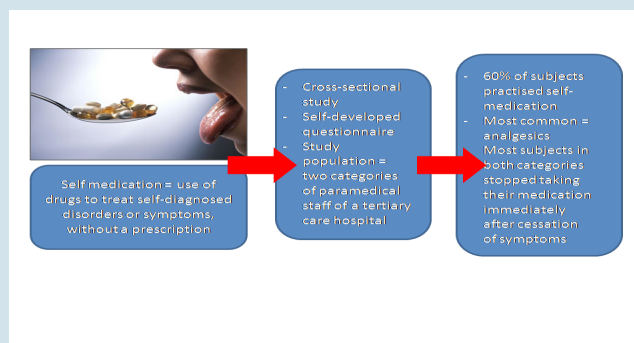 Self medication = use of
drugs to treat self-diagnosed
disorders or symptoms,
without a prescription
- Cross-sectional
study
- Self-developed
questionnaire
- Study
population =
two categories
of paramedical
staff of a tertiary
care hospital
- 60% of subjects
practised self-
medication
- Most common =
analgesics
Most subjects in
both categories
stopped taking
their medication
immediately
after cessation
of symptoms